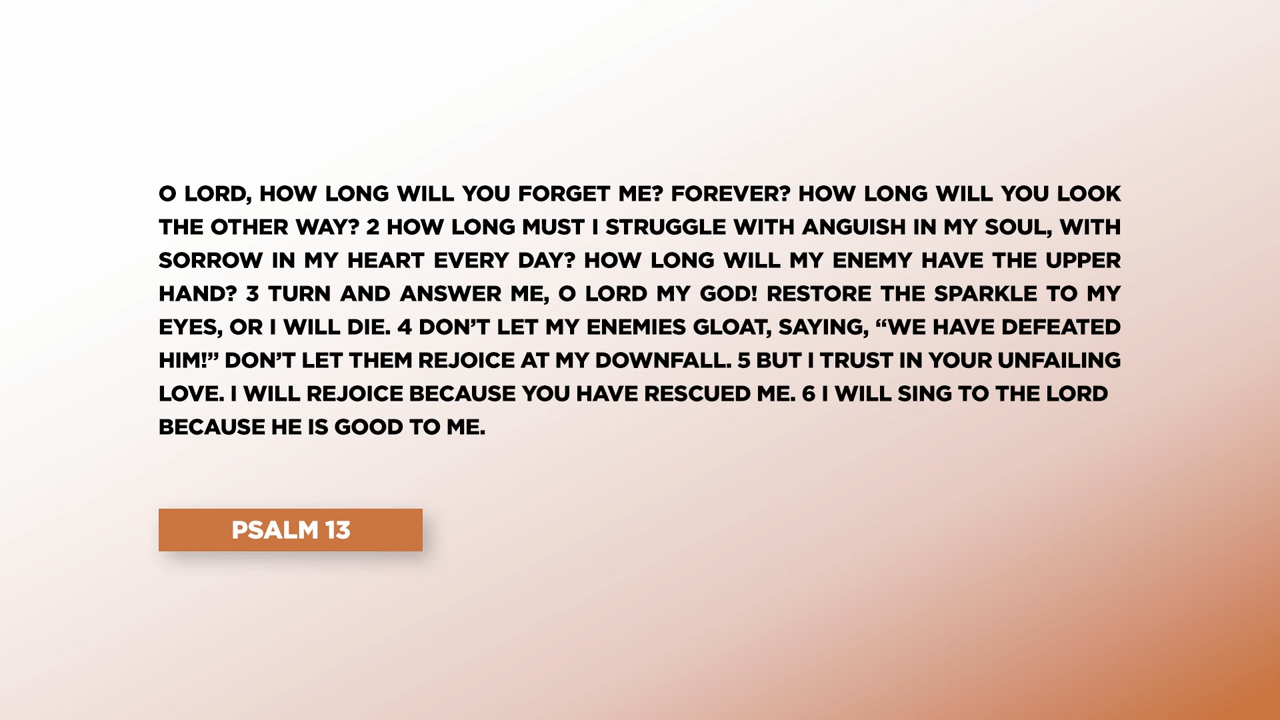 O LORD, HOW LONG WILL YOU FORGET ME? FOREVER? HOW LONG WILL YOU LOOK
THE OTHER WAY? 2 HOW LONG MUST I STRUGGLE WITH ANGUISH IN MY SOUL, WITH
SORROW IN MY HEART EVERY DAY? HOW LONG WILL MY ENEMY HAVE THE UPPER
HAND? 3 TURN AND ANSWER ME, O LORD MY GOD! RESTORE THE SPARKLE TO MY
EYES, OR I WILL DIE. 4 DON’T LET MY ENEMIES GLOAT, SAYING, “WE HAVE DEFEATED
HIM!” DON’T LET THEM REJOICE AT MY DOWNFALL. 5 BUT I TRUST IN YOUR UNFAILING
LOVE. I WILL REJOICE BECAUSE YOU HAVE RESCUED ME. 6 I WILL SING TO THE LORD
BECAUSE HE IS GOOD TO ME.
PSALM 13